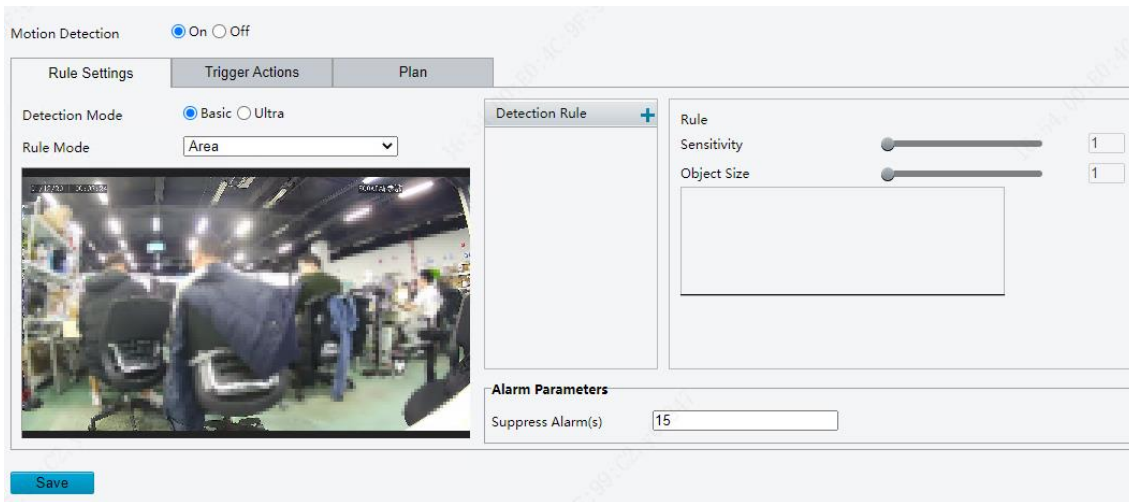 Motion Detection On Off
Rule Settings Trigger Actions Plan
Detection Mode Basic Ultra
Rule Mode Area
Detection Rule +
Rule
Sensitivity 1
Object Size 1
Alarm Parameters
Suppress Alarm(s) 15
Save